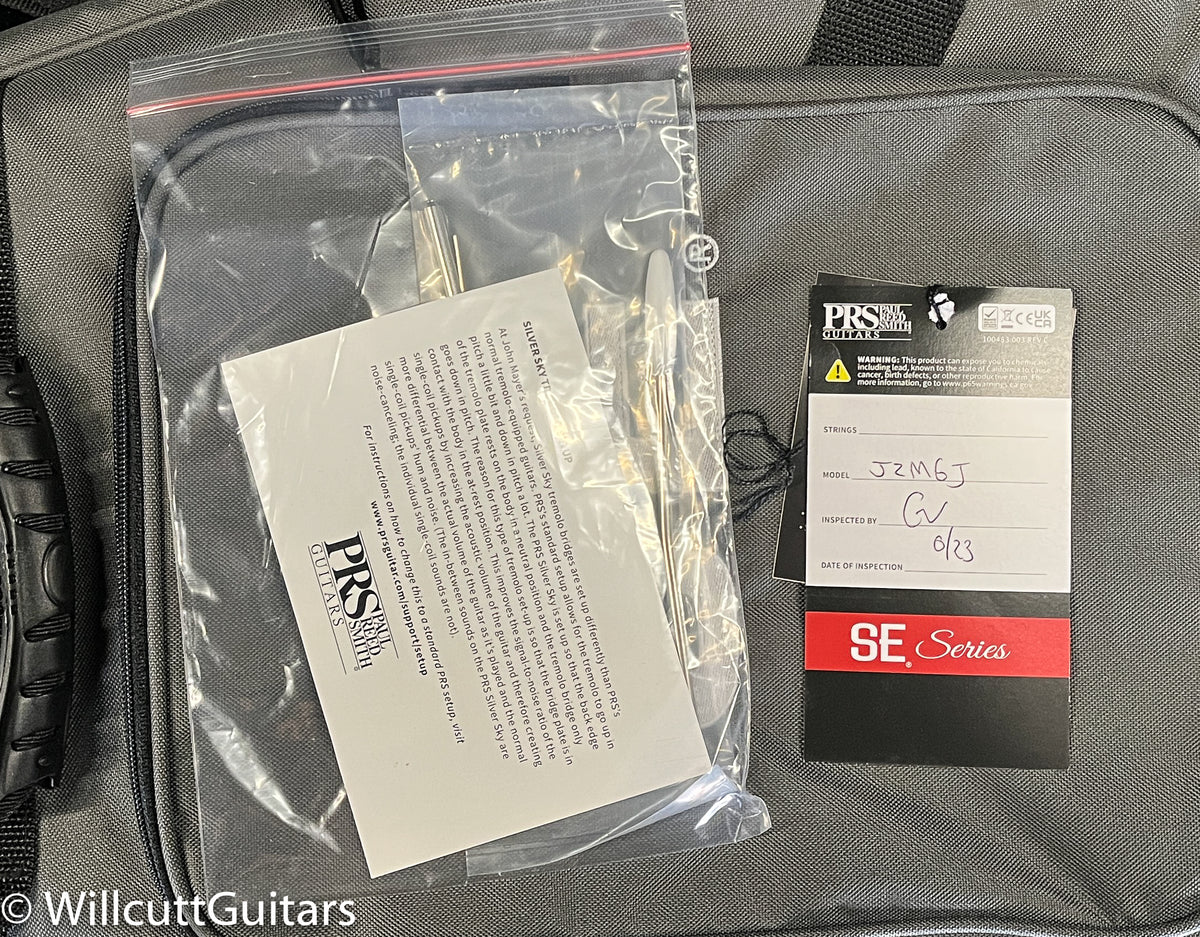 SILVER SKY
UP
At John Mayer's request, Silver Sky tremolo bridges are set up differently than PRS's
normal tremolo-equipped guitars. PRS's standard setup allows for the tremolo to go up in
pitch a little bit and down in pitch a lot. The PRS Silver Sky is set up so that the back edge
of the tremolo plate rests on the body in a neutral position and the tremolo bridge only
goes down in pitch. The reason for this type of tremolo set-up is so that the bridge plate is in
contact with the body in the at-rest position. This improves the signal-to-noise ratio of the
single-coil pickups by increasing the acoustic volume of the guitar and therefore creating
more differential between the actual volume of the guitar as it's played and the normal
single-coil pickups' hum and noise. (The in-between sounds on the PRS Silver Sky are
noise-canceling; the individual single-coil sounds are not).
For instructions on how to change this to a standard PRS setup, visit
www.prsguitar.com/support/setup
PRS PAUL REED SMITH
GUITARS
®
PRS PAUL REED SMITH
GUITARS
CE UK CA
100483:003:REV C
WARNING: This product can expose you to chemicals
including lead, known to the state of California to cause
cancer, birth defects, or other reproductive harm. For
more information, go to www.p65warnings.ca.gov
STRINGS
MODEL J2M6J
INSPECTED BY GV
6/23
DATE OF INSPECTION
SE® Series
© WillcuttGuitars